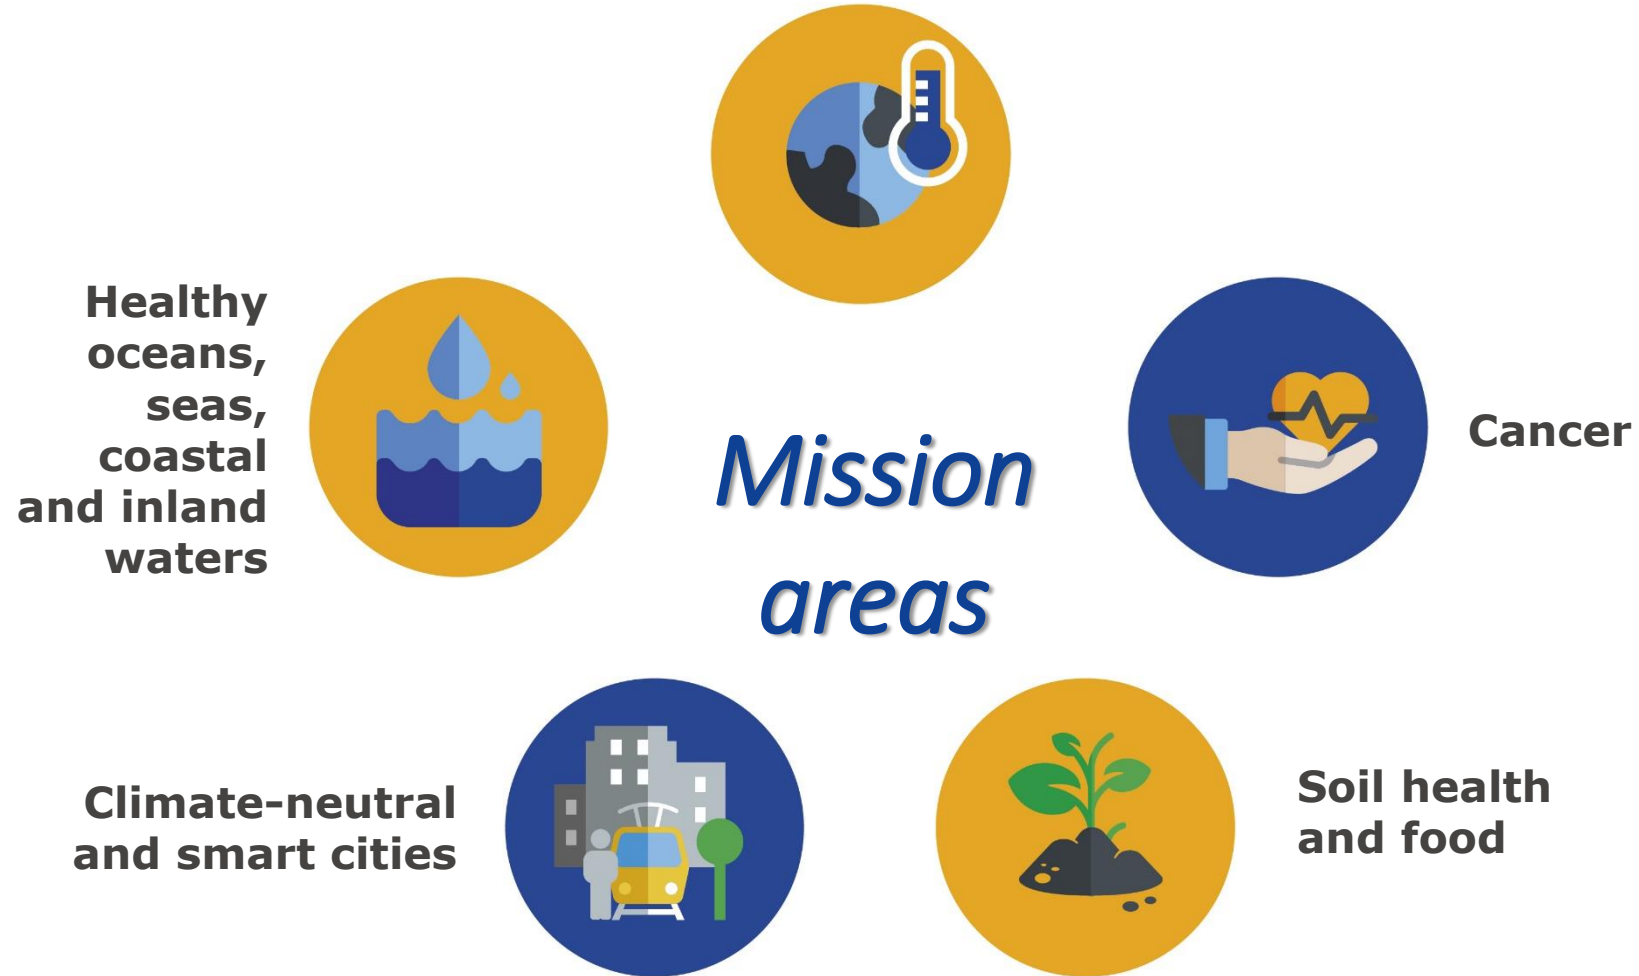 Healthy
oceans,
seas,
coastal
and inland
waters
Mission
areas
Cancer
Climate-neutral
and smart cities
Soil health
and food